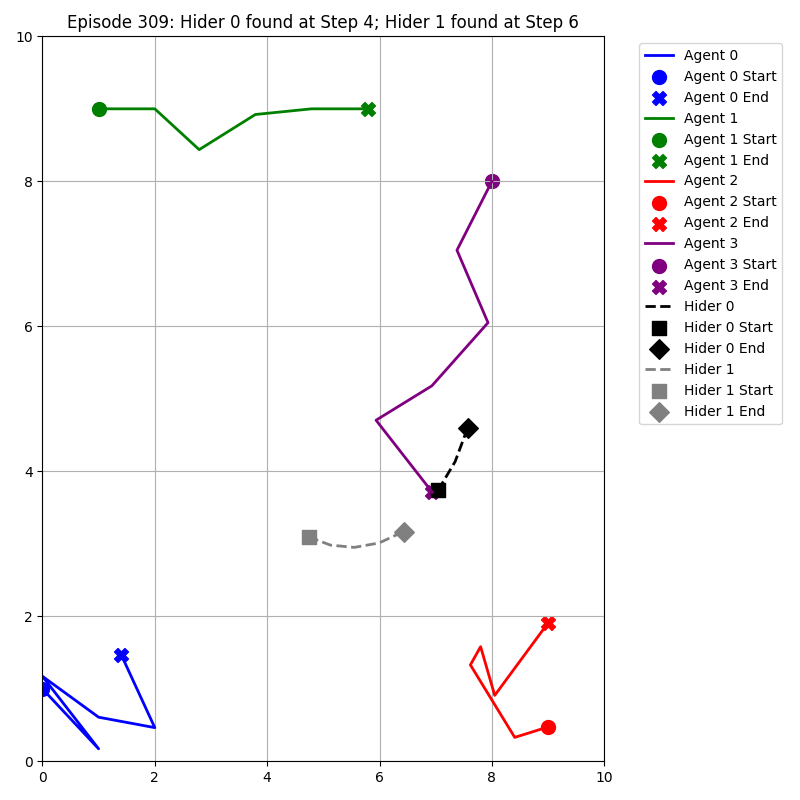 Episode 309: Hider 0 found at Step 4; Hider 1 found at Step 6
10
8
6
4
2
0
0
2
4
6
8
10
Agent 0
Agent 0 Start
Agent 0 End
Agent 1
Agent 1 Start
Agent 1 End
Agent 2
Agent 2 Start
Agent 2 End
Agent 3
Agent 3 Start
Agent 3 End
Hider 0
Hider 0 Start
Hider 0 End
Hider 1
Hider 1 Start
Hider 1 End